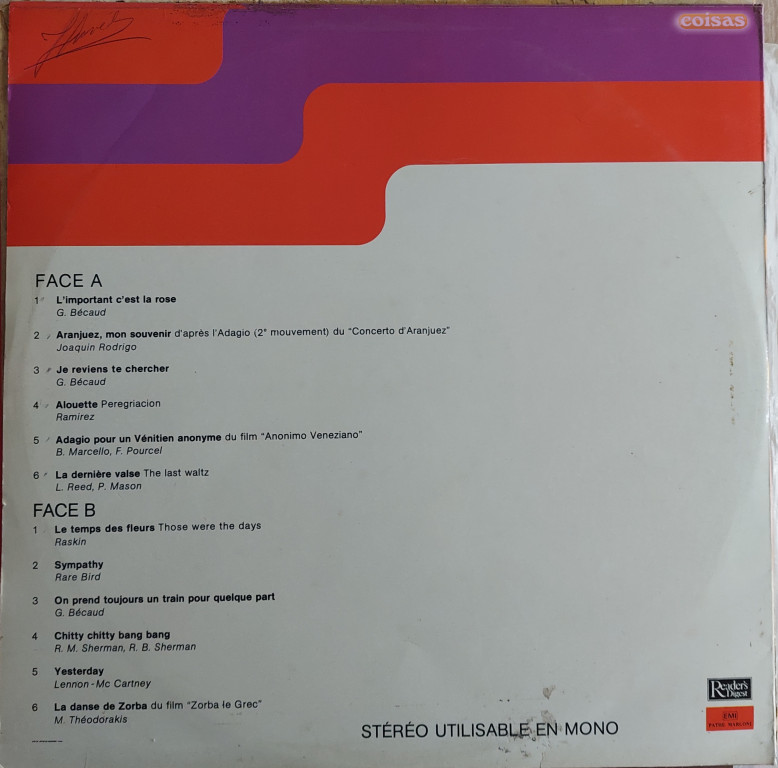 coisas
FACE A
1 L'important c'est la rose
G. Bécaud
2 Aranjuez, mon souvenir d'après l'Adagio (2e mouvement) du "Concerto d'Aranjuez"
Joaquin Rodrigo
3 Je reviens te chercher
G. Bécaud
4 Alouette Peregriacion
Ramirez
5 Adagio pour un Vénitien anonyme du film "Anonimo Veneziano"
B. Marcello, F. Pourcel
6 La dernière valse The last waltz
L. Reed, P. Mason
FACE B
1 Le temps des fleurs Those were the days
Raskin
2 Sympathy
Rare Bird
3 On prend toujours un train pour quelque part
G. Bécaud
4 Chitty chitty bang bang
R. M. Sherman, R. B. Sherman
5 Yesterday
Lennon - Mc Cartney
6 La danse de Zorba du film "Zorba le Grec"
M. Théodorakis
STÉRÉO UTILISABLE EN MONO
Reader's
Digest
EMI
PATHE MARCONI